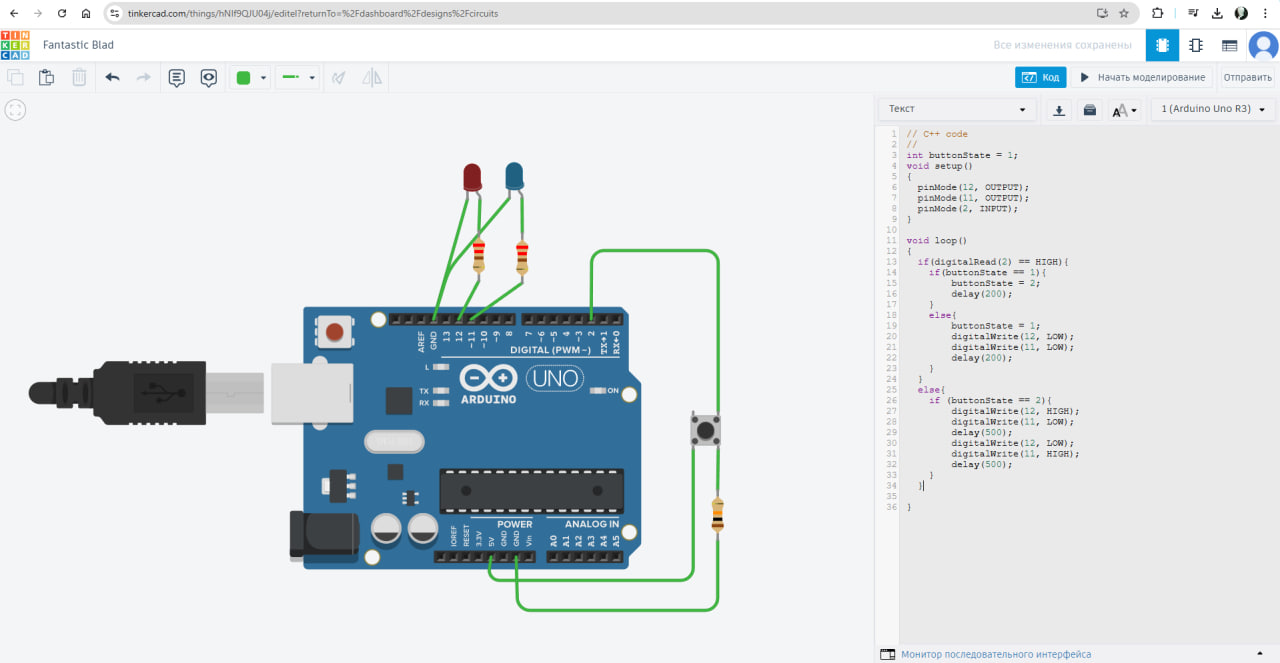 tinkercad.com/things/hNIf9QJU04j/editel?returnTo=%2Fdashboard%2Fdesigns%2Fcircuits
TIN
KER
CAD
Fantastic Blad
Все изменения сохранены
Код
Начать моделирование
Отправить
Текст
AA
1 (Arduino Uno R3)
1 // C++ code
2 //
3 int buttonState = 1;
4 void setup()
5 {
6 pinMode(12, OUTPUT);
7 pinMode(11, OUTPUT);
8 pinMode(2, INPUT);
9 }
10
11 void loop()
12 {
13 if(digitalRead(2) == HIGH){
14 if(buttonState == 1){
15 buttonState = 2;
16 delay(200);
17 }
18 else{
19 buttonState = 1;
20 digitalWrite(12, LOW);
21 digitalWrite(11, LOW);
22 delay(200);
23 }
24 }
25 else{
26 if (buttonState == 2){
27 digitalWrite(12, HIGH);
28 digitalWrite(11, LOW);
29 delay(500);
30 digitalWrite(12, LOW);
31 digitalWrite(11, HIGH);
32 delay(500);
33 }
34 }
35
36 }
AREF
GND
13
12
~11
~10
~9
8
7
~6
~5
4
~3
2
TX→1
RX←0
DIGITAL (PWM~)
L
TX
RX
ARDUINO
UNO
ON
POWER
ANALOG IN
IOREF
RESET
3.3V
5V
GND
GND
Vin
A0
A1
A2
A3
A4
A5
Монитор последовательного интерфейса